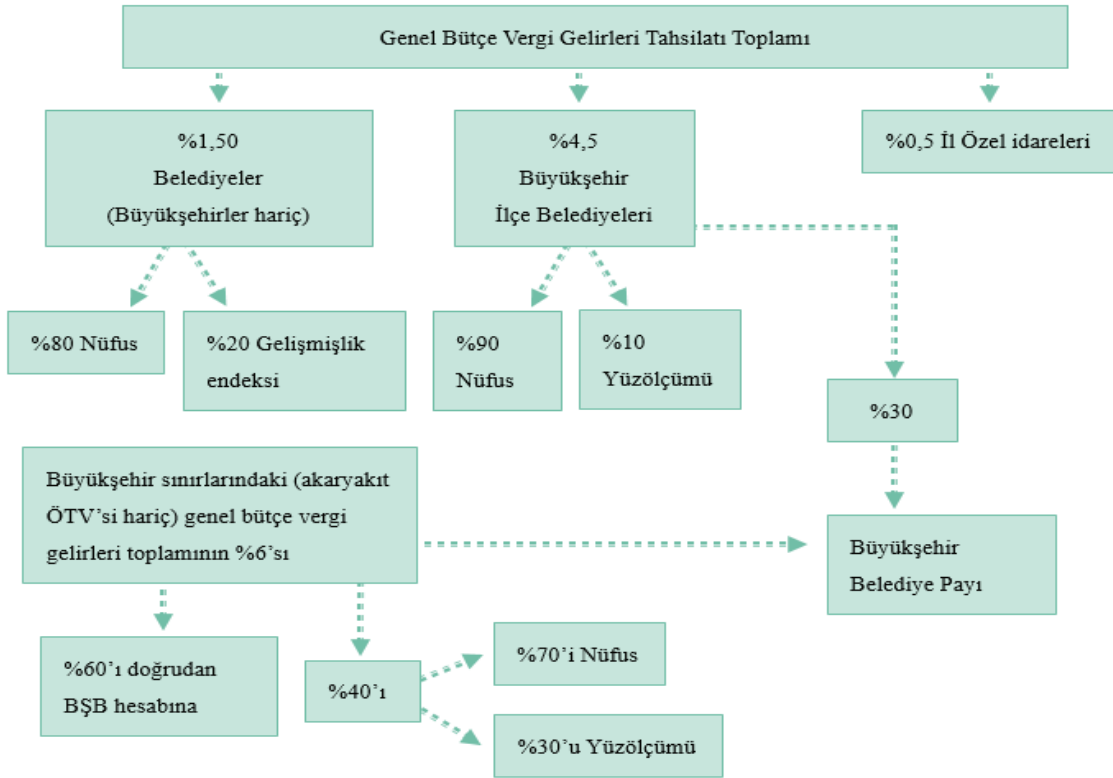 Genel Bütçe Vergi Gelirleri Tahsilatı Toplamı
%1,50
Belediyeler
(Büyükşehirler hariç)
%4,5
Büyükşehir
İlçe Belediyeleri
%0,5 İl Özel idareleri
%80 Nüfus
%20 Gelişmişlik
endeksi
%90
Nüfus
%10
Yüzölçümü
%30
Büyükşehir sınırlarındaki (akaryakıt
ÖTV’si hariç) genel bütçe vergi
gelirleri toplamının %6’sı
Büyükşehir
Belediye Payı
%60’ı doğrudan
BŞB hesabına
%40’ı
%70’i Nüfus
%30’u Yüzölçümü